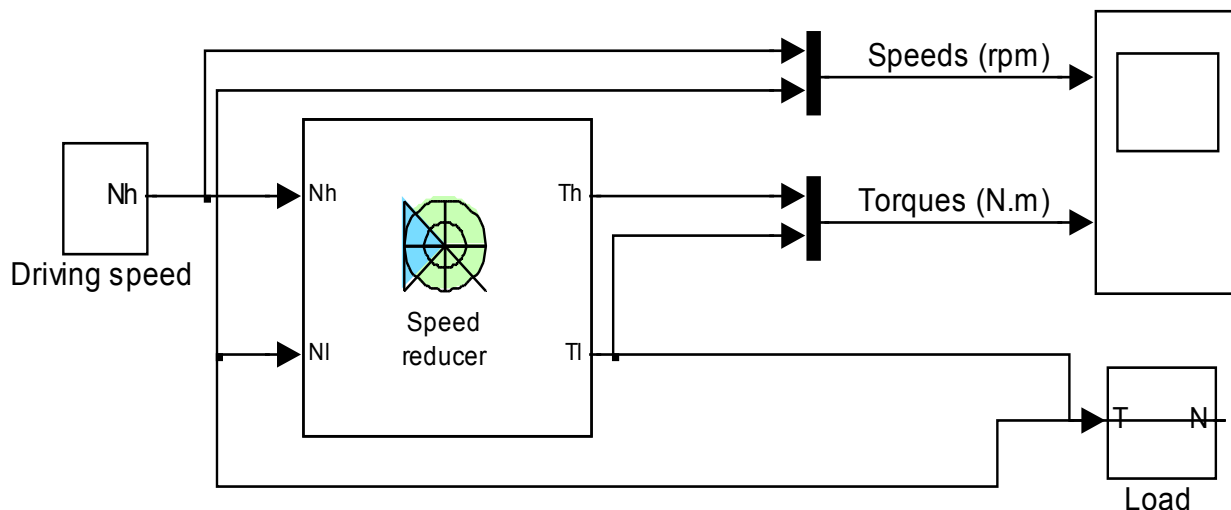 Speeds (rpm)
Nh
Nh
Th
Torques (N.m)
Driving speed
Speed
reducer
Nl
Tl
T
N
Load